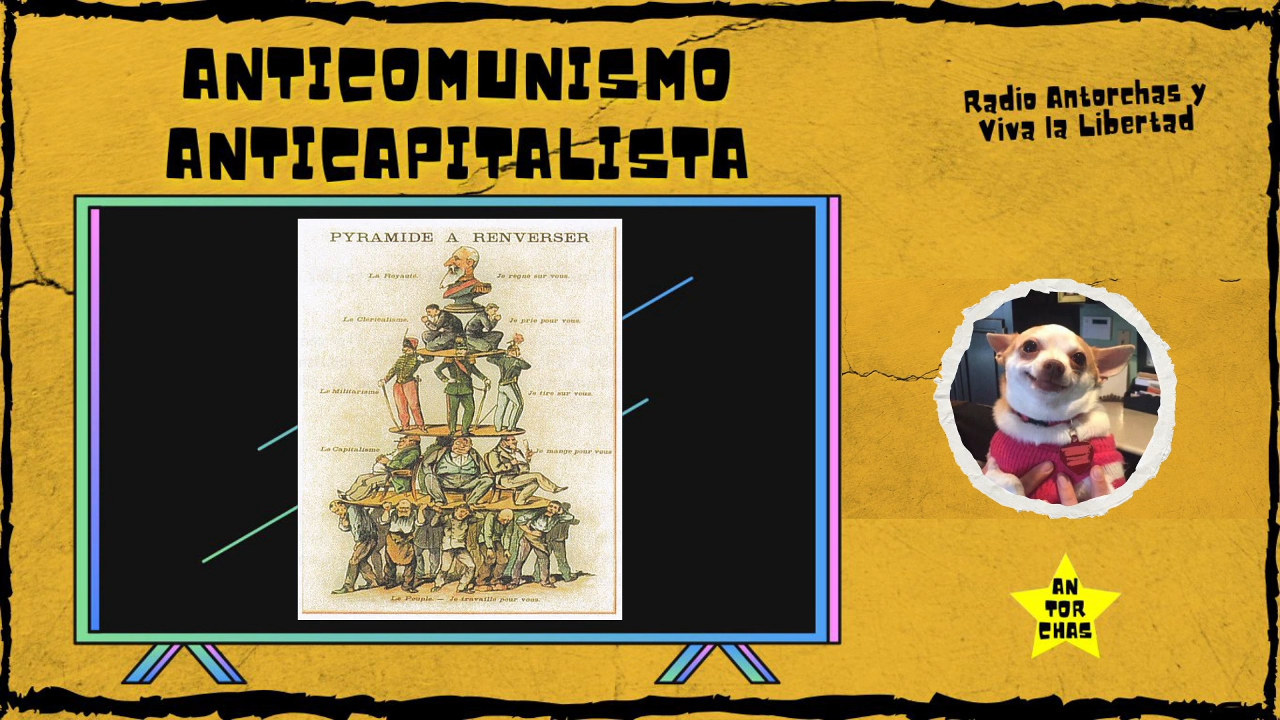 ANTICOMUNISMO
ANTICAPITALISTA
Radio Antorchas y
Viva la Libertad
PYRAMIDE A RENVERSER
La Royauté. Je règne sur vous.
Le Clericalisme. Je prie pour vous.
Le Militarisme Je tire sur vous.
Le Capitalisme. Je mange pour vous
Le Peuple. — Je travaille pour vous.
AN
TOR
CHAS